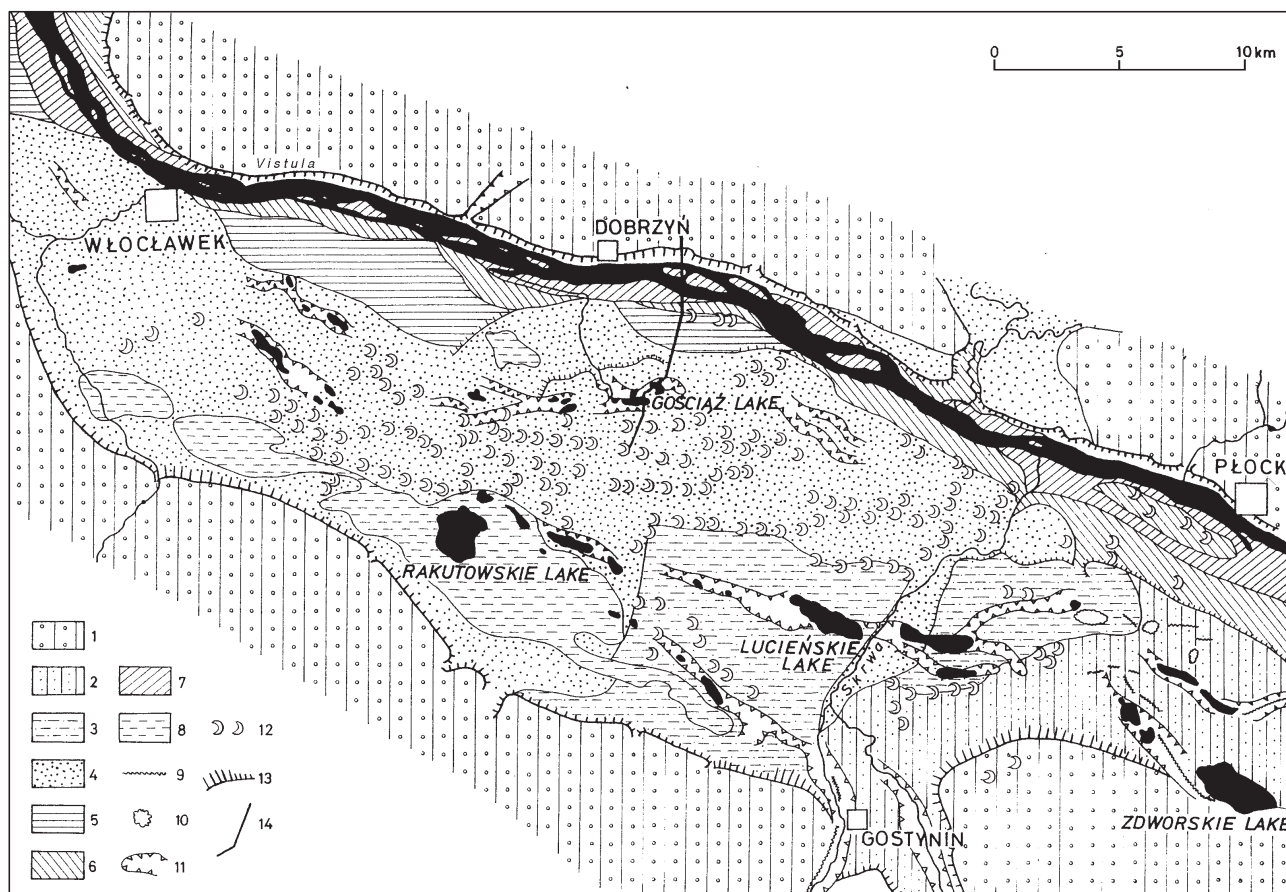 0 5 10 km
Vistula
DOBRZYŃ
WŁOCŁAWEK
GOŚCIĄŻ LAKE
PŁOCK
RAKUTOWSKIE LAKE
LUCIEŃSKIE
LAKE
Skrwa
1
2 7
3 8 12
4 9 13
5 10 14
6 11
GOSTYNIN
ZDWORSKIE LAKE